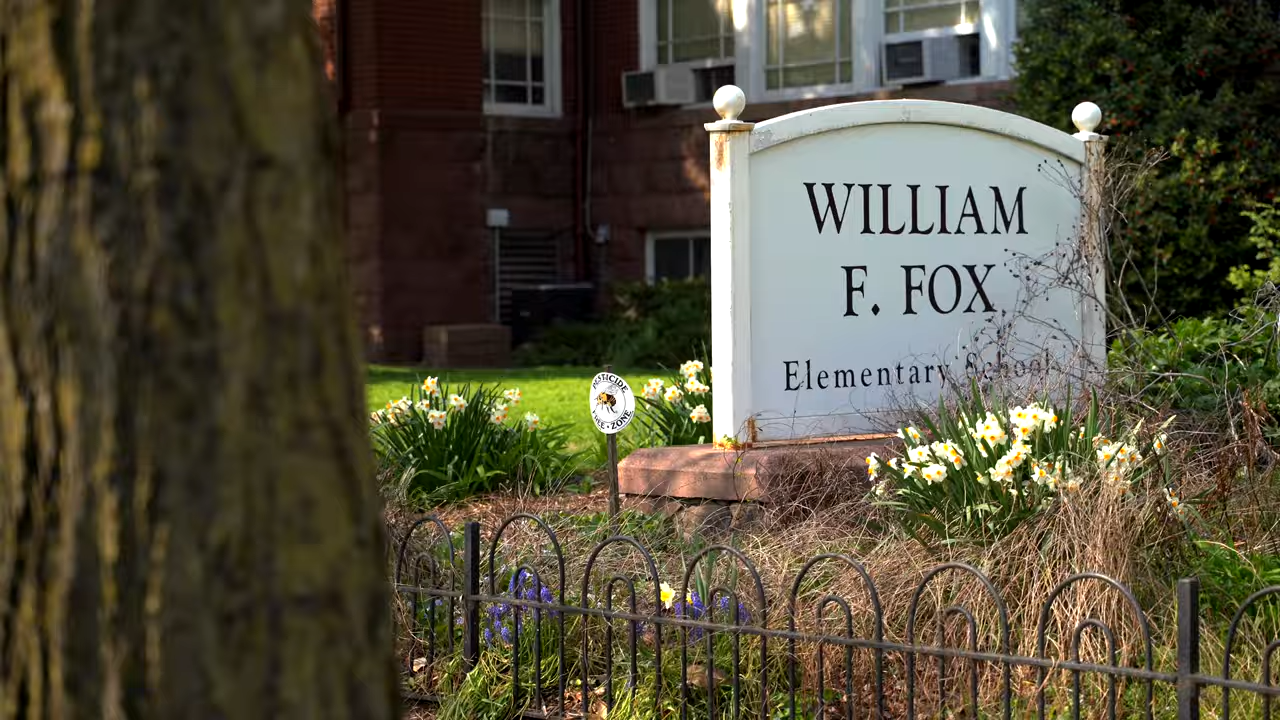 WILLIAM
F. FOX
Elementary School
PESTICIDE
FREE • ZONE